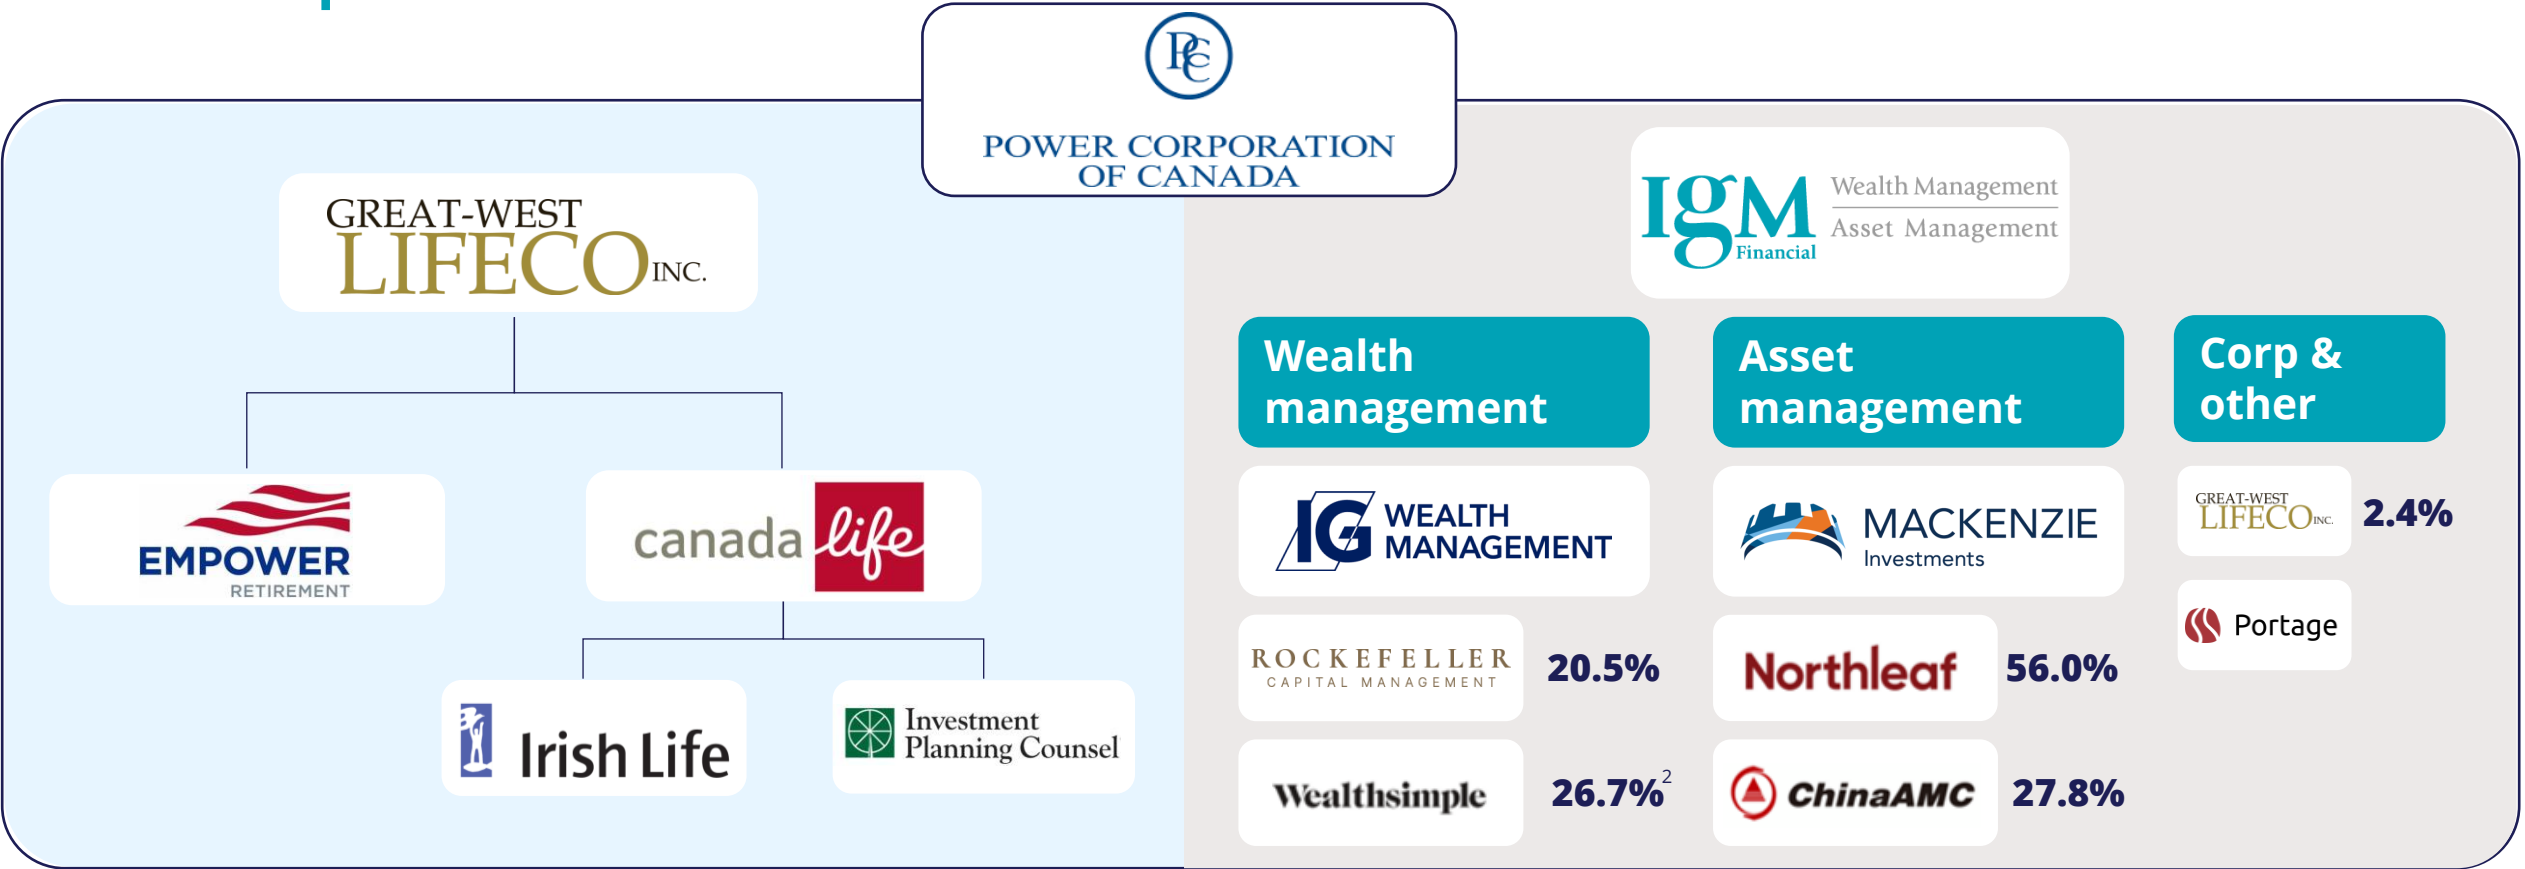 PCC
POWER CORPORATION
OF CANADA
GREAT-WEST
LIFECO INC.
EMPOWER
RETIREMENT
canada life
Irish Life
Investment
Planning Counsel
IGM
Financial
Wealth Management
Asset Management
Wealth
management
IG WEALTH
MANAGEMENT
ROCKEFELLER
CAPITAL MANAGEMENT
20.5%
Wealthsimple
26.7%²
Asset
management
MACKENZIE
Investments
Northleaf
56.0%
ChinaAMC
27.8%
Corp &
other
GREAT-WEST
LIFECO INC.
2.4%
Portage